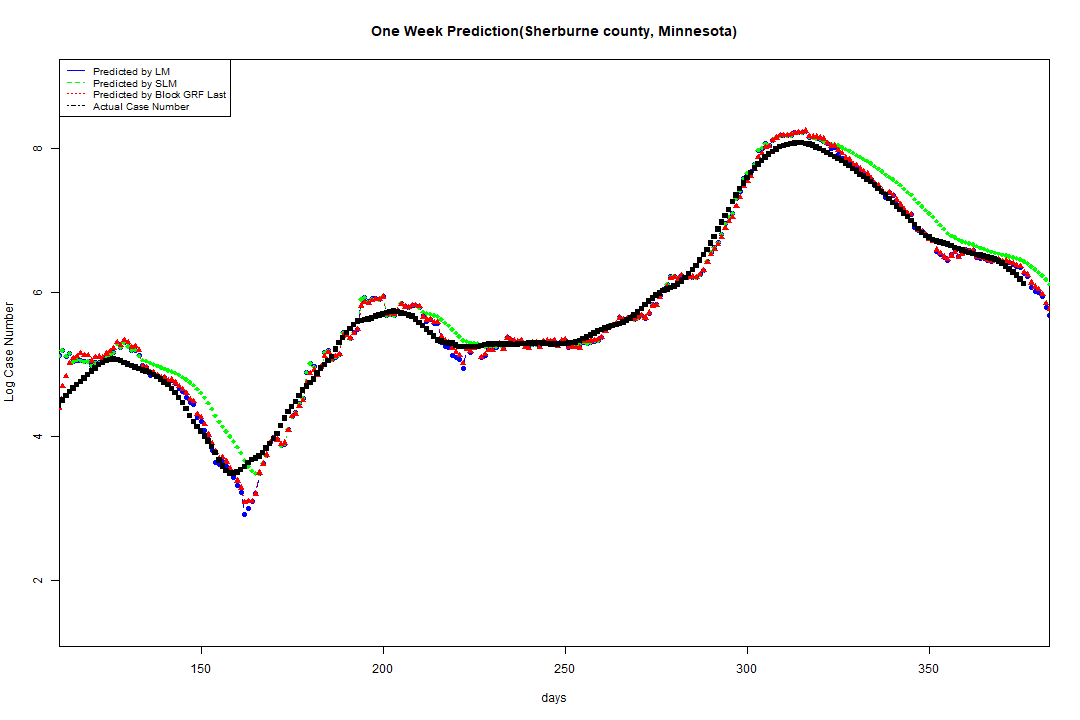 One Week Prediction(Sherburne county, Minnesota)
Predicted by LM
Predicted by SLM
Predicted by Block GRF Last
Actual Case Number
8
6
4
2
Log Case Number
150 200 250 300 350
days